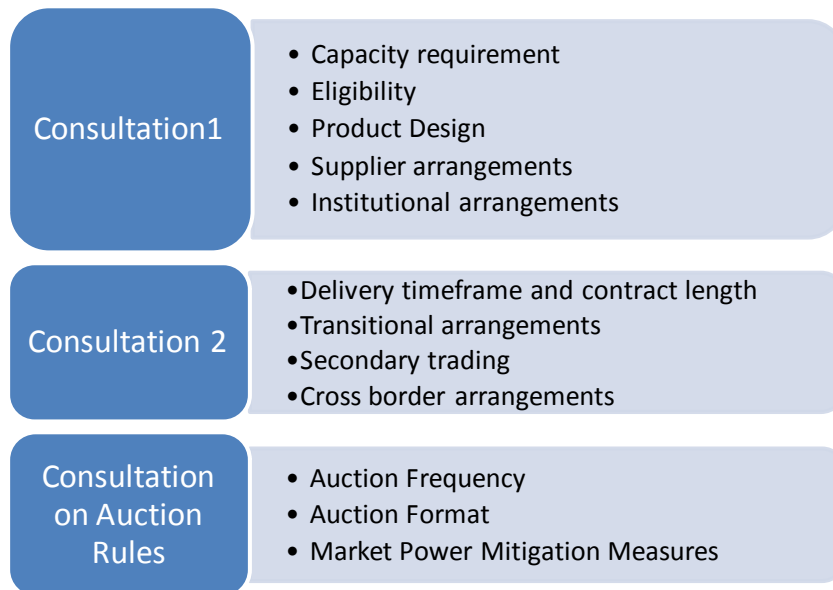 Consultation1
• Capacity requirement
• Eligibility
• Product Design
• Supplier arrangements
• Institutional arrangements
Consultation 2
•Delivery timeframe and contract length
•Transitional arrangements
•Secondary trading
•Cross border arrangements
Consultation
on Auction
Rules
• Auction Frequency
• Auction Format
• Market Power Mitigation Measures